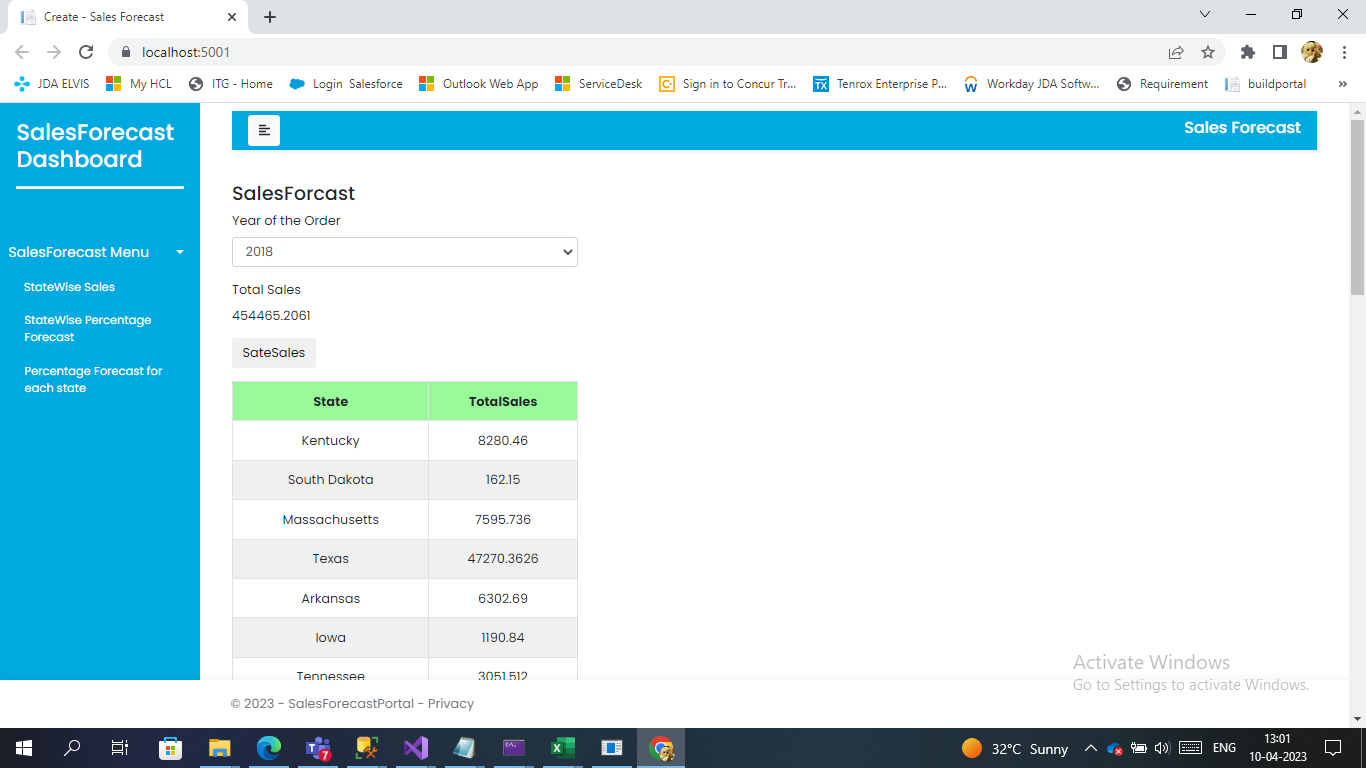 Create - Sales Forecast
localhost:5001
JDA ELVIS
My HCL
ITG - Home
Login Salesforce
Outlook Web App
ServiceDesk
Sign in to Concur Tr...
TX
Tenrox Enterprise P...
Workday JDA Softw...
Requirement
buildportal
»
SalesForecast
Dashboard
Sales Forecast
SalesForecast Menu
StateWise Sales
StateWise Percentage
Forecast
Percentage Forecast for
each state
SalesForcast
Year of the Order
2018
Total Sales
454465.2061
SateSales
State TotalSales
Kentucky 8280.46
South Dakota 162.15
Massachusetts 7595.736
Texas 47270.3626
Arkansas 6302.69
Iowa 1190.84
Tennessee 3051.512
Activate Windows
Go to Settings to activate Windows.
© 2023 - SalesForecastPortal - Privacy
7
32°C Sunny
ENG
13:01
10-04-2023